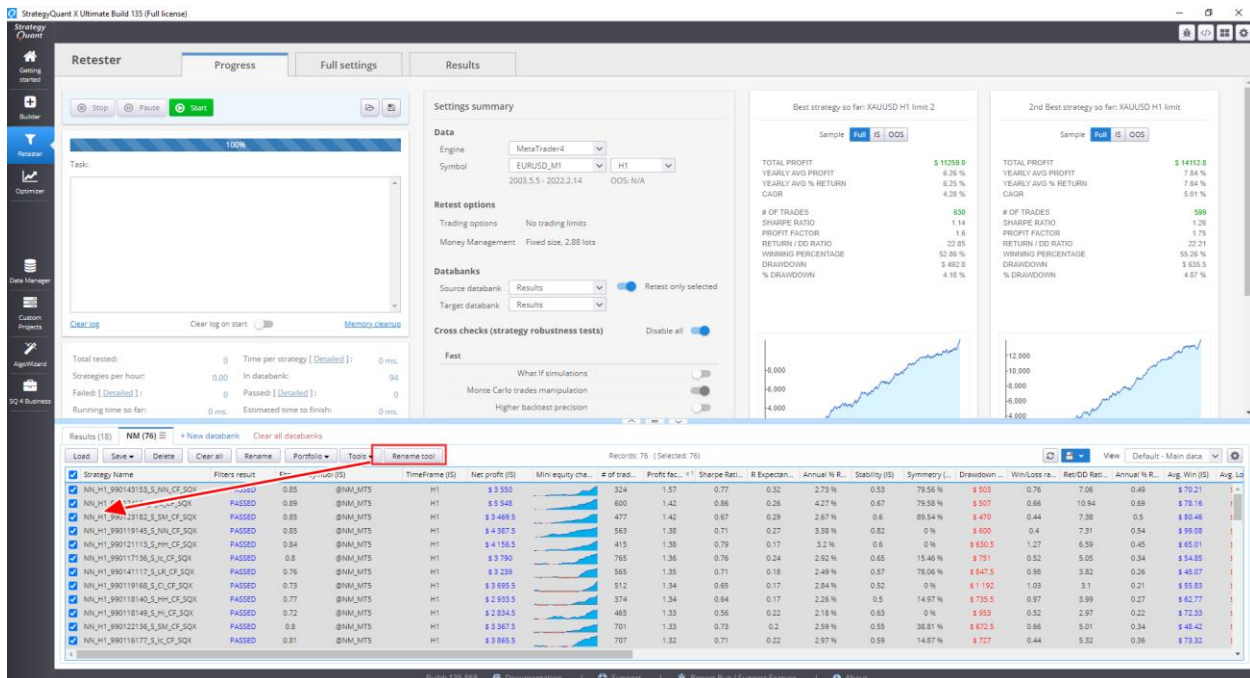 StrategyQuant X Ultimate Build 135 (Full license)
Strategy Quant
Getting started
Builder
Retester
Optimizer
Data Manager
Custom Projects
AlgoWizard
SQ 4 Business
Retester
Progress Full settings Results
Stop Pause Start
100%
Task:
Clear log Clear log on start Memory cleanup
Total tested: 0 Time per strategy [ Detailed ] : 0 ms.
Strategies per hour: 0.00 In databank: 94
Failed: [ Detailed ] : 0 Passed: [ Detailed ] : 0
Running time so far: 0 ms. Estimated time to finish: 0 ms.
Settings summary
Data
Engine MetaTrader4
Symbol EURUSD_M1 H1
2003.5.5 - 2022.2.14 OOS: N/A
Retest options
Trading options No trading limits
Money Management Fixed size, 2.88 lots
Databanks
Source databank Results Retest only selected
Target databank Results
Cross checks (strategy robustness tests) Disable all
Fast
What If simulations
Monte Carlo trades manipulation
Higher backtest precision
Best strategy so far: XAUUSD H1 limit 2
Sample Full IS OOS
TOTAL PROFIT $ 11259.0
YEARLY AVG PROFIT 6.26 %
YEARLY AVG % RETURN 6.25 %
CAGR 4.28 %
# OF TRADES 630
SHARPE RATIO 1.14
PROFIT FACTOR 1.6
RETURN / DD RATIO 22.85
WINNING PERCENTAGE 52.86 %
DRAWDOWN $ 492.8
% DRAWDOWN 4.18 %
-8,000
-6,000
-4,000
2nd Best strategy so far: XAUUSD H1 limit
Sample Full IS OOS
TOTAL PROFIT $ 14112.8
YEARLY AVG PROFIT 7.84 %
YEARLY AVG % RETURN 7.84 %
CAGR 5.01 %
# OF TRADES 599
SHARPE RATIO 1.26
PROFIT FACTOR 1.75
RETURN / DD RATIO 22.21
WINNING PERCENTAGE 55.26 %
DRAWDOWN $ 635.5
% DRAWDOWN 4.87 %
-12,000
-10,000
-8,000
-6,000
-4,000
Results (18) NM (76) + New databank Clear all databanks
Load Save Delete Clear all Rename Portfolio Tools Rename tool Records: 76 (Selected: 76) View Default - Main data
Strategy Name Filters result (IS) TimeFrame (IS) Net profit (IS) Mini equity cha... # of trad... Profit fac... Sharpe Rati... R Expectan... Annual % R... Stability (IS) Symmetry (... Drawdown ... Win/Loss ra... Ret/DD Rati... Annual % R... Avg. Win (IS) Avg. Lo
NN_H1_990143153_S_NN_CF_SQX PASSED 0.85 @NM_MT5 H1 $ 3 550 324 1.57 0.77 0.32 2.73 % 0.53 79.56 % $ 503 0.76 7.06 0.49 $ 70.21
PASSED 0.89 @NM_MT5 H1 $ 5 548 600 1.42 0.86 0.26 4.27 % 0.67 79.58 % $ 507 0.66 10.94 0.69 $ 78.16
NN_H1_990123182_S_SM_CF_SQX PASSED 0.85 @NM_MT5 H1 $ 3 469.5 477 1.42 0.67 0.29 2.67 % 0.6 89.54 % $ 470 0.44 7.38 0.5 $ 80.46
NN_H1_990119145_S_NN_CF_SQX PASSED 0.85 @NM_MT5 H1 $ 4 387.5 563 1.38 0.71 0.27 3.38 % 0.82 0 % $ 600 0.4 7.31 0.54 $ 99.08
NN_H1_990121113_S_HH_CF_SQX PASSED 0.84 @NM_MT5 H1 $ 4 156.5 415 1.38 0.79 0.17 3.2 % 0.6 0 % $ 630.5 1.27 6.59 0.45 $ 65.01
NN_H1_990117136_S_Ic_CF_SQX PASSED 0.8 @NM_MT5 H1 $ 3 790 765 1.36 0.76 0.24 2.92 % 0.65 15.46 % $ 751 0.52 5.05 0.34 $ 54.85
NN_H1_990141117_S_LR_CF_SQX PASSED 0.76 @NM_MT5 H1 $ 3 239 565 1.35 0.71 0.18 2.49 % 0.57 78.06 % $ 847.5 0.98 3.82 0.26 $ 45.07
NN_H1_990119168_S_CI_CF_SQX PASSED 0.73 @NM_MT5 H1 $ 3 695.5 512 1.34 0.65 0.17 2.84 % 0.52 0 % $ 1 192 1.03 3.1 0.21 $ 55.83
NN_H1_990118140_S_HH_CF_SQX PASSED 0.77 @NM_MT5 H1 $ 2 933.5 374 1.34 0.64 0.17 2.26 % 0.5 14.97 % $ 735.5 0.97 3.99 0.27 $ 62.77
NN_H1_990118149_S_HI_CF_SQX PASSED 0.72 @NM_MT5 H1 $ 2 834.5 465 1.33 0.56 0.22 2.18 % 0.63 0 % $ 953 0.52 2.97 0.22 $ 72.33
NN_H1_990122136_S_SM_CF_SQX PASSED 0.8 @NM_MT5 H1 $ 3 367.5 701 1.33 0.73 0.2 2.59 % 0.55 38.81 % $ 672.5 0.66 5.01 0.34 $ 48.42
NN_H1_990116177_S_Ic_CF_SQX PASSED 0.81 @NM_MT5 H1 $ 3 865.5 707 1.32 0.71 0.22 2.97 % 0.59 14.87 % $ 727 0.44 5.32 0.36 $ 73.32